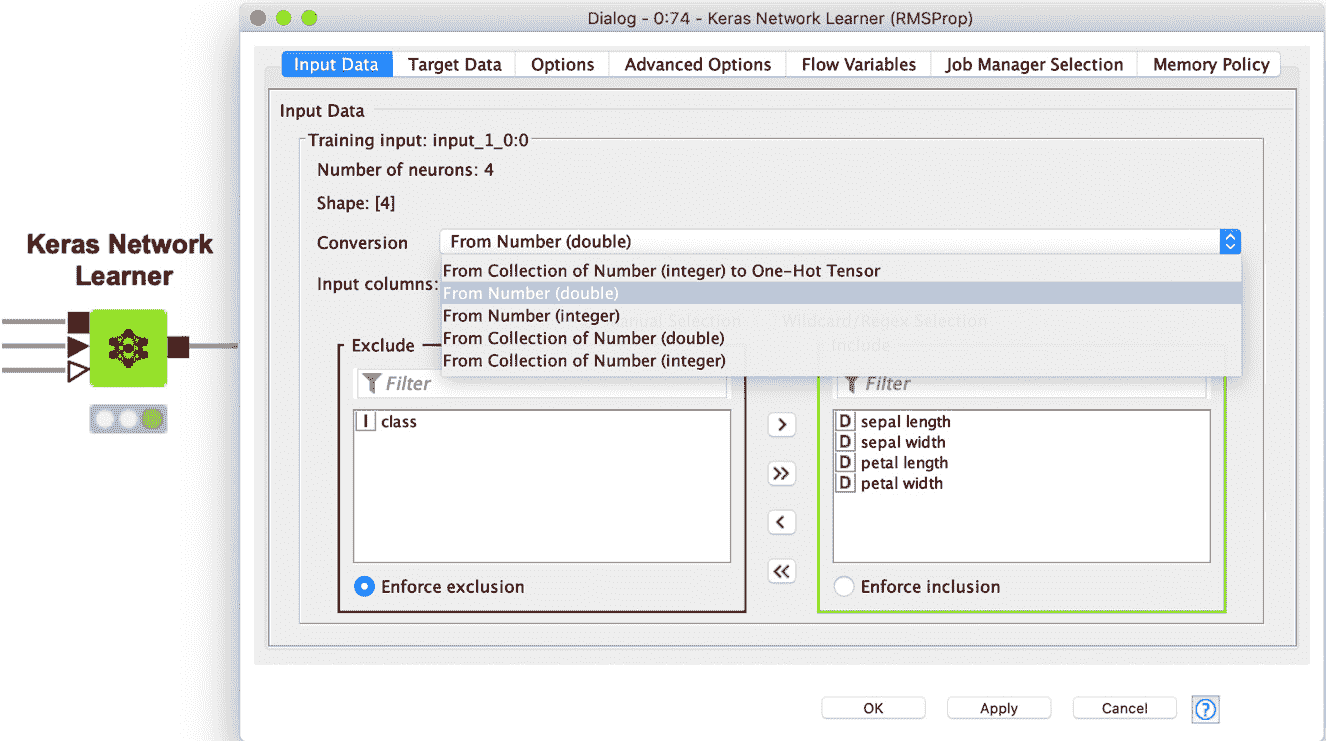 Dialog - 0:74 - Keras Network Learner (RMSProp)
Input Data Target Data Options Advanced Options Flow Variables Job Manager Selection Memory Policy
Input Data
Training input: input_1_0:0
Number of neurons: 4
Shape: [4]
Keras Network
Learner
Conversion From Number (double)
From Collection of Number (integer) to One-Hot Tensor
Input columns:
From Number (double)
From Number (integer)
Manual Selection Wildcard/Regex Selection
From Collection of Number (double)
Exclude
Include
From Collection of Number (integer)
Filter
Filter
I class
D sepal length
D sepal width
D petal length
D petal width
>
>>
<
<<
Enforce exclusion
Enforce inclusion
OK Apply Cancel ?